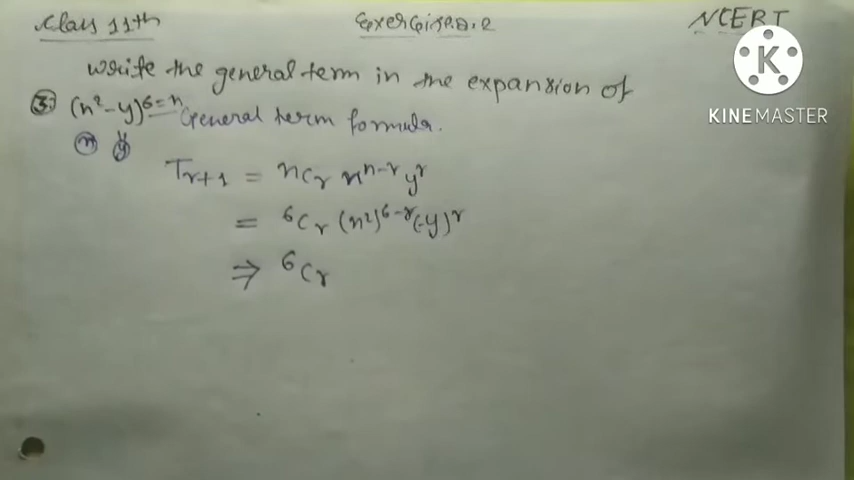 Class 11th Exercise 8.2 NCERT
K
KINEMASTER
Write the general term in the expansion of
③ (x² - y)⁶⁼ⁿ General term formula.
x y
Tr+1 = nCr xⁿ⁻ʳ yʳ
= ⁶Cr (x²)⁶⁻ʳ (-y)ʳ
⇒ ⁶Cr